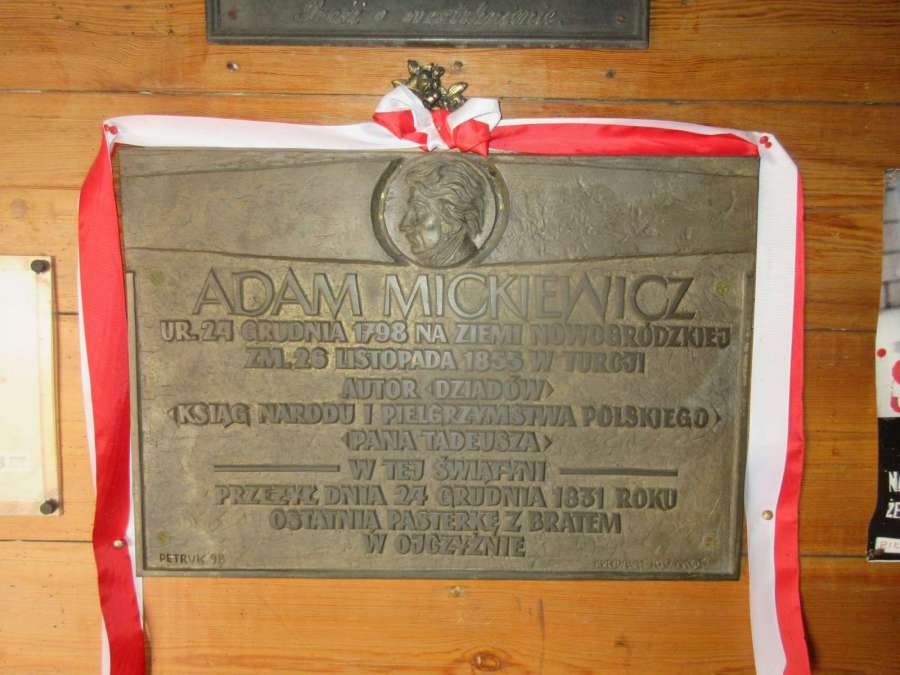 ADAM MICKIEWICZ
UR. 24 GRUDNIA 1798 NA ZIEMI NOWOGRÓDZKIEJ
ZM. 26 LISTOPADA 1855 W TURCJI
AUTOR <DZIADÓW>
<KSIĄG NARODU I PIELGRZYMSTWA POLSKIEGO>
<PANA TADEUSZA>
W TEJ ŚWIĄTYNI
PRZEŻYŁ DNIA 24 GRUDNIA 1831 ROKU
OSTATNIĄ PASTERKĘ Z BRATEM
W OJCZYŹNIE
PETRUK 98